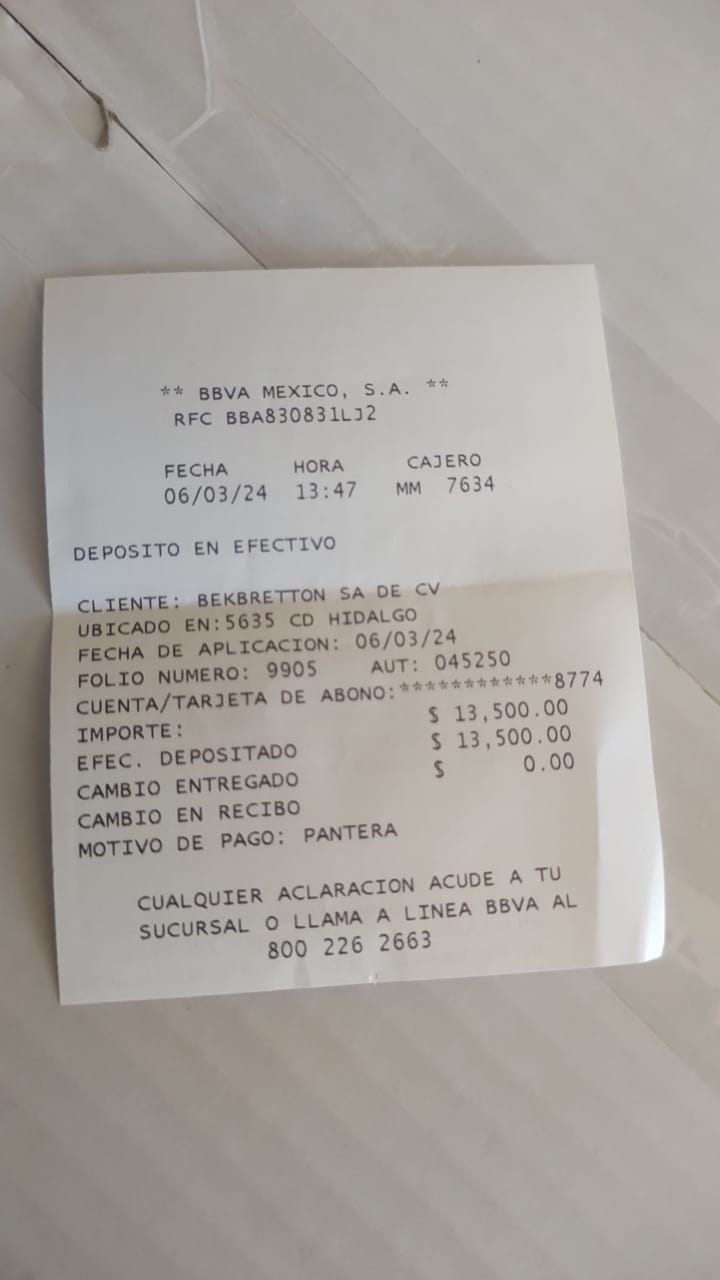 ** BBVA MEXICO, S.A. **
RFC BBA830831LJ2
FECHA HORA CAJERO
06/03/24 13:47 MM 7634
DEPOSITO EN EFECTIVO
CLIENTE: BEKBRETTON SA DE CV
UBICADO EN:5635 CD HIDALGO
FECHA DE APLICACION: 06/03/24
FOLIO NUMERO: 9905 AUT: 045250
CUENTA/TARJETA DE ABONO:************8774
IMPORTE: $ 13,500.00
EFEC. DEPOSITADO $ 13,500.00
CAMBIO ENTREGADO $ 0.00
CAMBIO EN RECIBO
MOTIVO DE PAGO: PANTERA
CUALQUIER ACLARACION ACUDE A TU
SUCURSAL O LLAMA A LINEA BBVA AL
800 226 2663